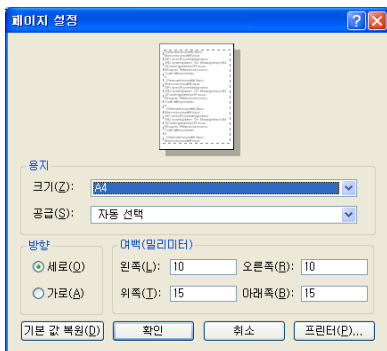 페이지 설정
용지
크기(Z): A4
공급(S): 자동 선택
방향
세로(O)
가로(A)
여백(밀리미터)
왼쪽(L): 10 오른쪽(R): 10
위쪽(T): 15 아래쪽(B): 15
기본 값 복원(D) 확인 취소 프린터(P)...